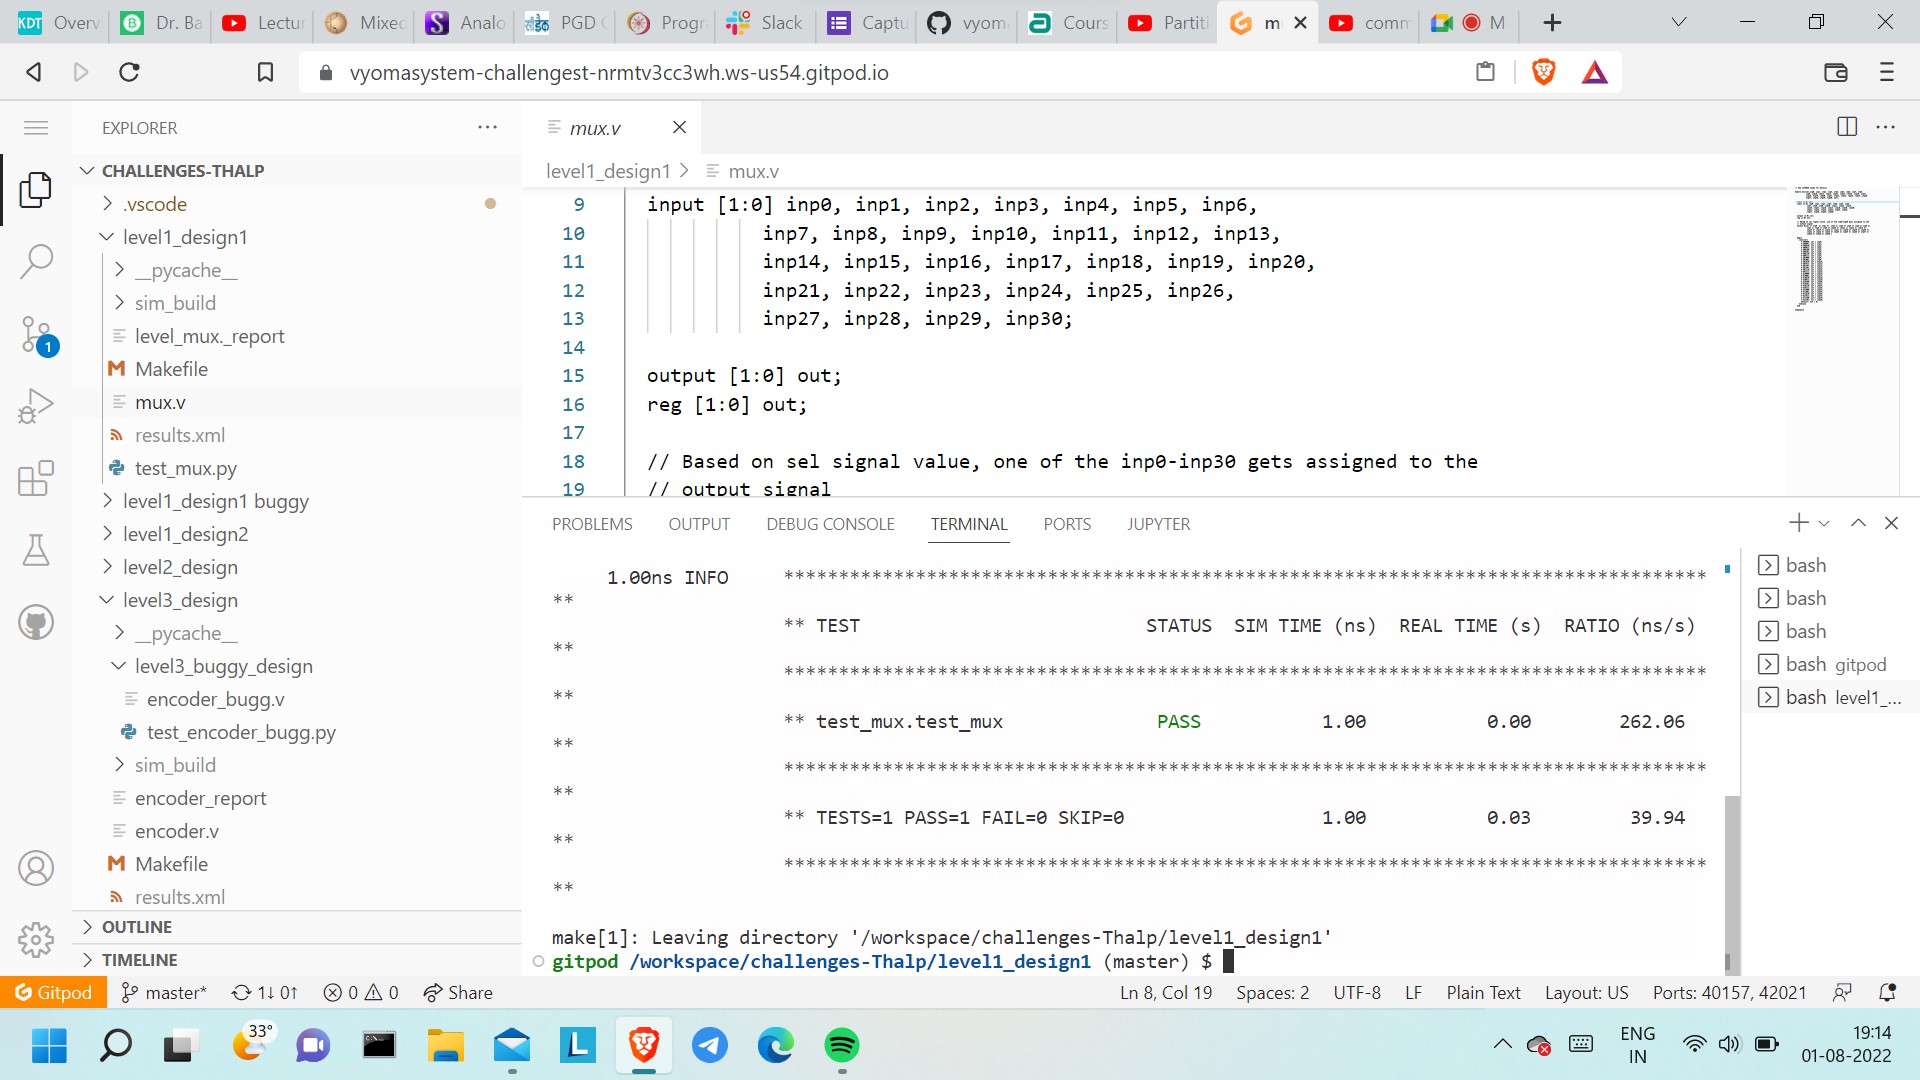 KDT Overv
Dr. Ba
Lectur
Mixec
Analo
PGD C
Progr
Slack
Captu
vyom
Cours
Partiti
m
comm
M
vyomasystem-challengest-nrmtv3cc3wh.ws-us54.gitpod.io
EXPLORER
CHALLENGES-THALP
.vscode
level1_design1
__pycache__
sim_build
level_mux._report
Makefile
mux.v
results.xml
test_mux.py
level1_design1 buggy
level1_design2
level2_design
level3_design
__pycache__
level3_buggy_design
encoder_bugg.v
test_encoder_bugg.py
sim_build
encoder_report
encoder.v
Makefile
results.xml
OUTLINE
TIMELINE
1
mux.v
level1_design1 > mux.v
9 input [1:0] inp0, inp1, inp2, inp3, inp4, inp5, inp6,
10 inp7, inp8, inp9, inp10, inp11, inp12, inp13,
11 inp14, inp15, inp16, inp17, inp18, inp19, inp20,
12 inp21, inp22, inp23, inp24, inp25, inp26,
13 inp27, inp28, inp29, inp30;
14
15 output [1:0] out;
16 reg [1:0] out;
17
18 // Based on sel signal value, one of the inp0-inp30 gets assigned to the
19 // output signal
PROBLEMS OUTPUT DEBUG CONSOLE TERMINAL PORTS JUPYTER
1.00ns INFO ************************************************************************************
**
** TEST STATUS SIM TIME (ns) REAL TIME (s) RATIO (ns/s)
**
************************************************************************************
**
** test_mux.test_mux PASS 1.00 0.00 262.06
**
************************************************************************************
**
** TESTS=1 PASS=1 FAIL=0 SKIP=0 1.00 0.03 39.94
**
************************************************************************************
**
make[1]: Leaving directory '/workspace/challenges-Thalp/level1_design1'
gitpod /workspace/challenges-Thalp/level1_design1 (master) $
bash
bash
bash
bash gitpod
bash level1_...
Gitpod master* 1↓ 0↑ 0 0 Share
Ln 8, Col 19 Spaces: 2 UTF-8 LF Plain Text Layout: US Ports: 40157, 42021
33°
L
ENG
IN
19:14
01-08-2022